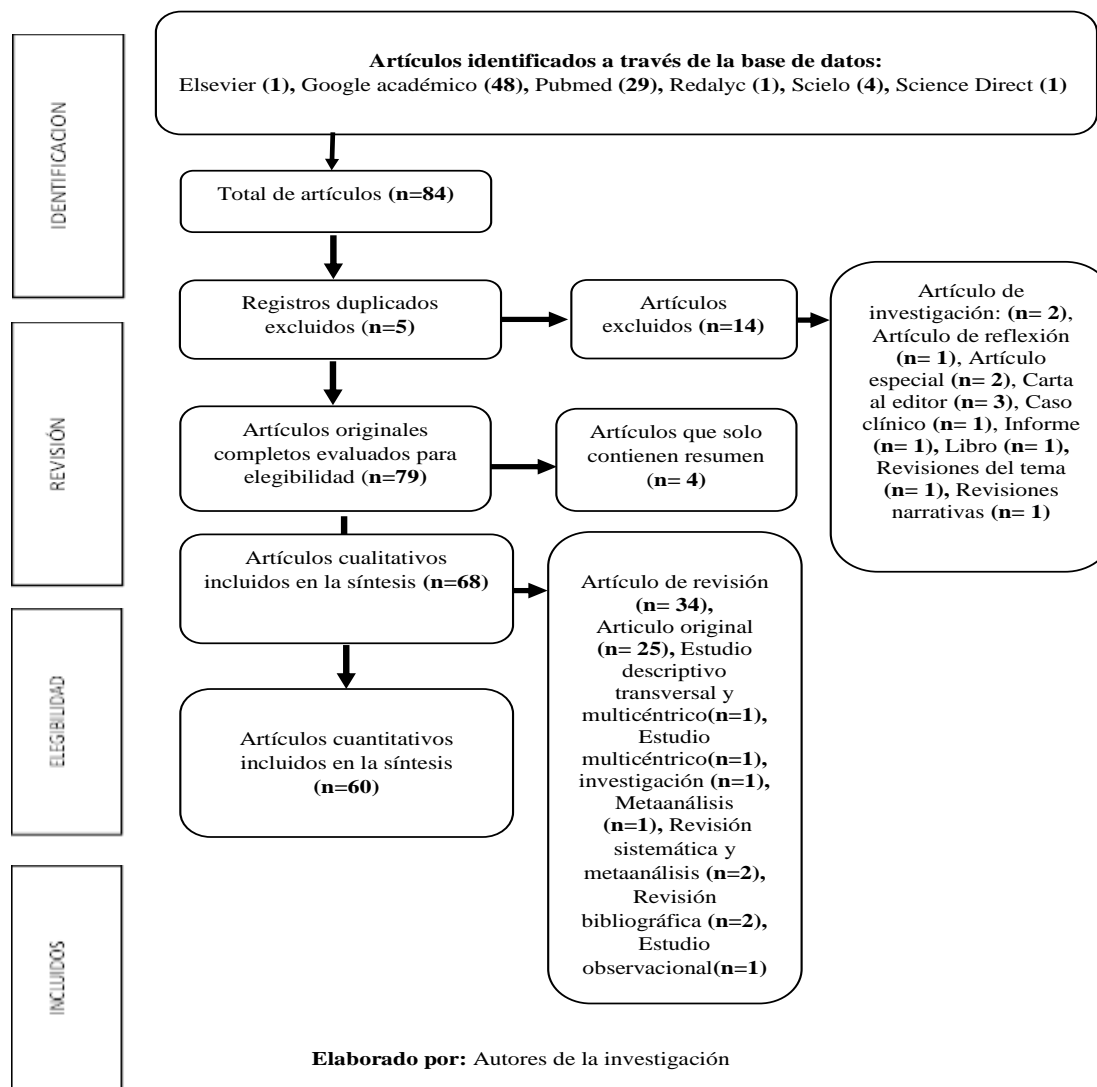 Artículos identificados a través de la base de datos:
Elsevier (1), Google académico (48), Pubmed (29), Redalyc (1), Scielo (4), Science Direct (1)
IDENTIFICACION
Total de artículos (n=84)
Registros duplicados
excluidos (n=5)
Artículos
excluidos (n=14)
Artículo de
investigación: (n= 2),
Artículo de reflexión
(n= 1), Artículo
especial (n= 2), Carta
al editor (n= 3), Caso
clínico (n= 1), Informe
(n= 1), Libro (n= 1),
Revisiones del tema
(n= 1), Revisiones
narrativas (n= 1)
REVISIÓN
Artículos originales
completos evaluados para
elegibilidad (n=79)
Artículos que solo
contienen resumen
(n= 4)
Artículos cualitativos
incluidos en la síntesis (n=68)
Artículo de revisión
(n= 34),
Articulo original
(n= 25), Estudio
descriptivo
transversal y
multicéntrico(n=1),
Estudio
multicéntrico(n=1),
investigación (n=1),
Metaanálisis
(n=1), Revisión
sistemática y
metaanálisis (n=2),
Revisión
bibliográfica (n=2),
Estudio
observacional(n=1)
ELEGIBILIDAD
Artículos cuantitativos
incluidos en la síntesis
(n=60)
INCLUIDOS
Elaborado por: Autores de la investigación